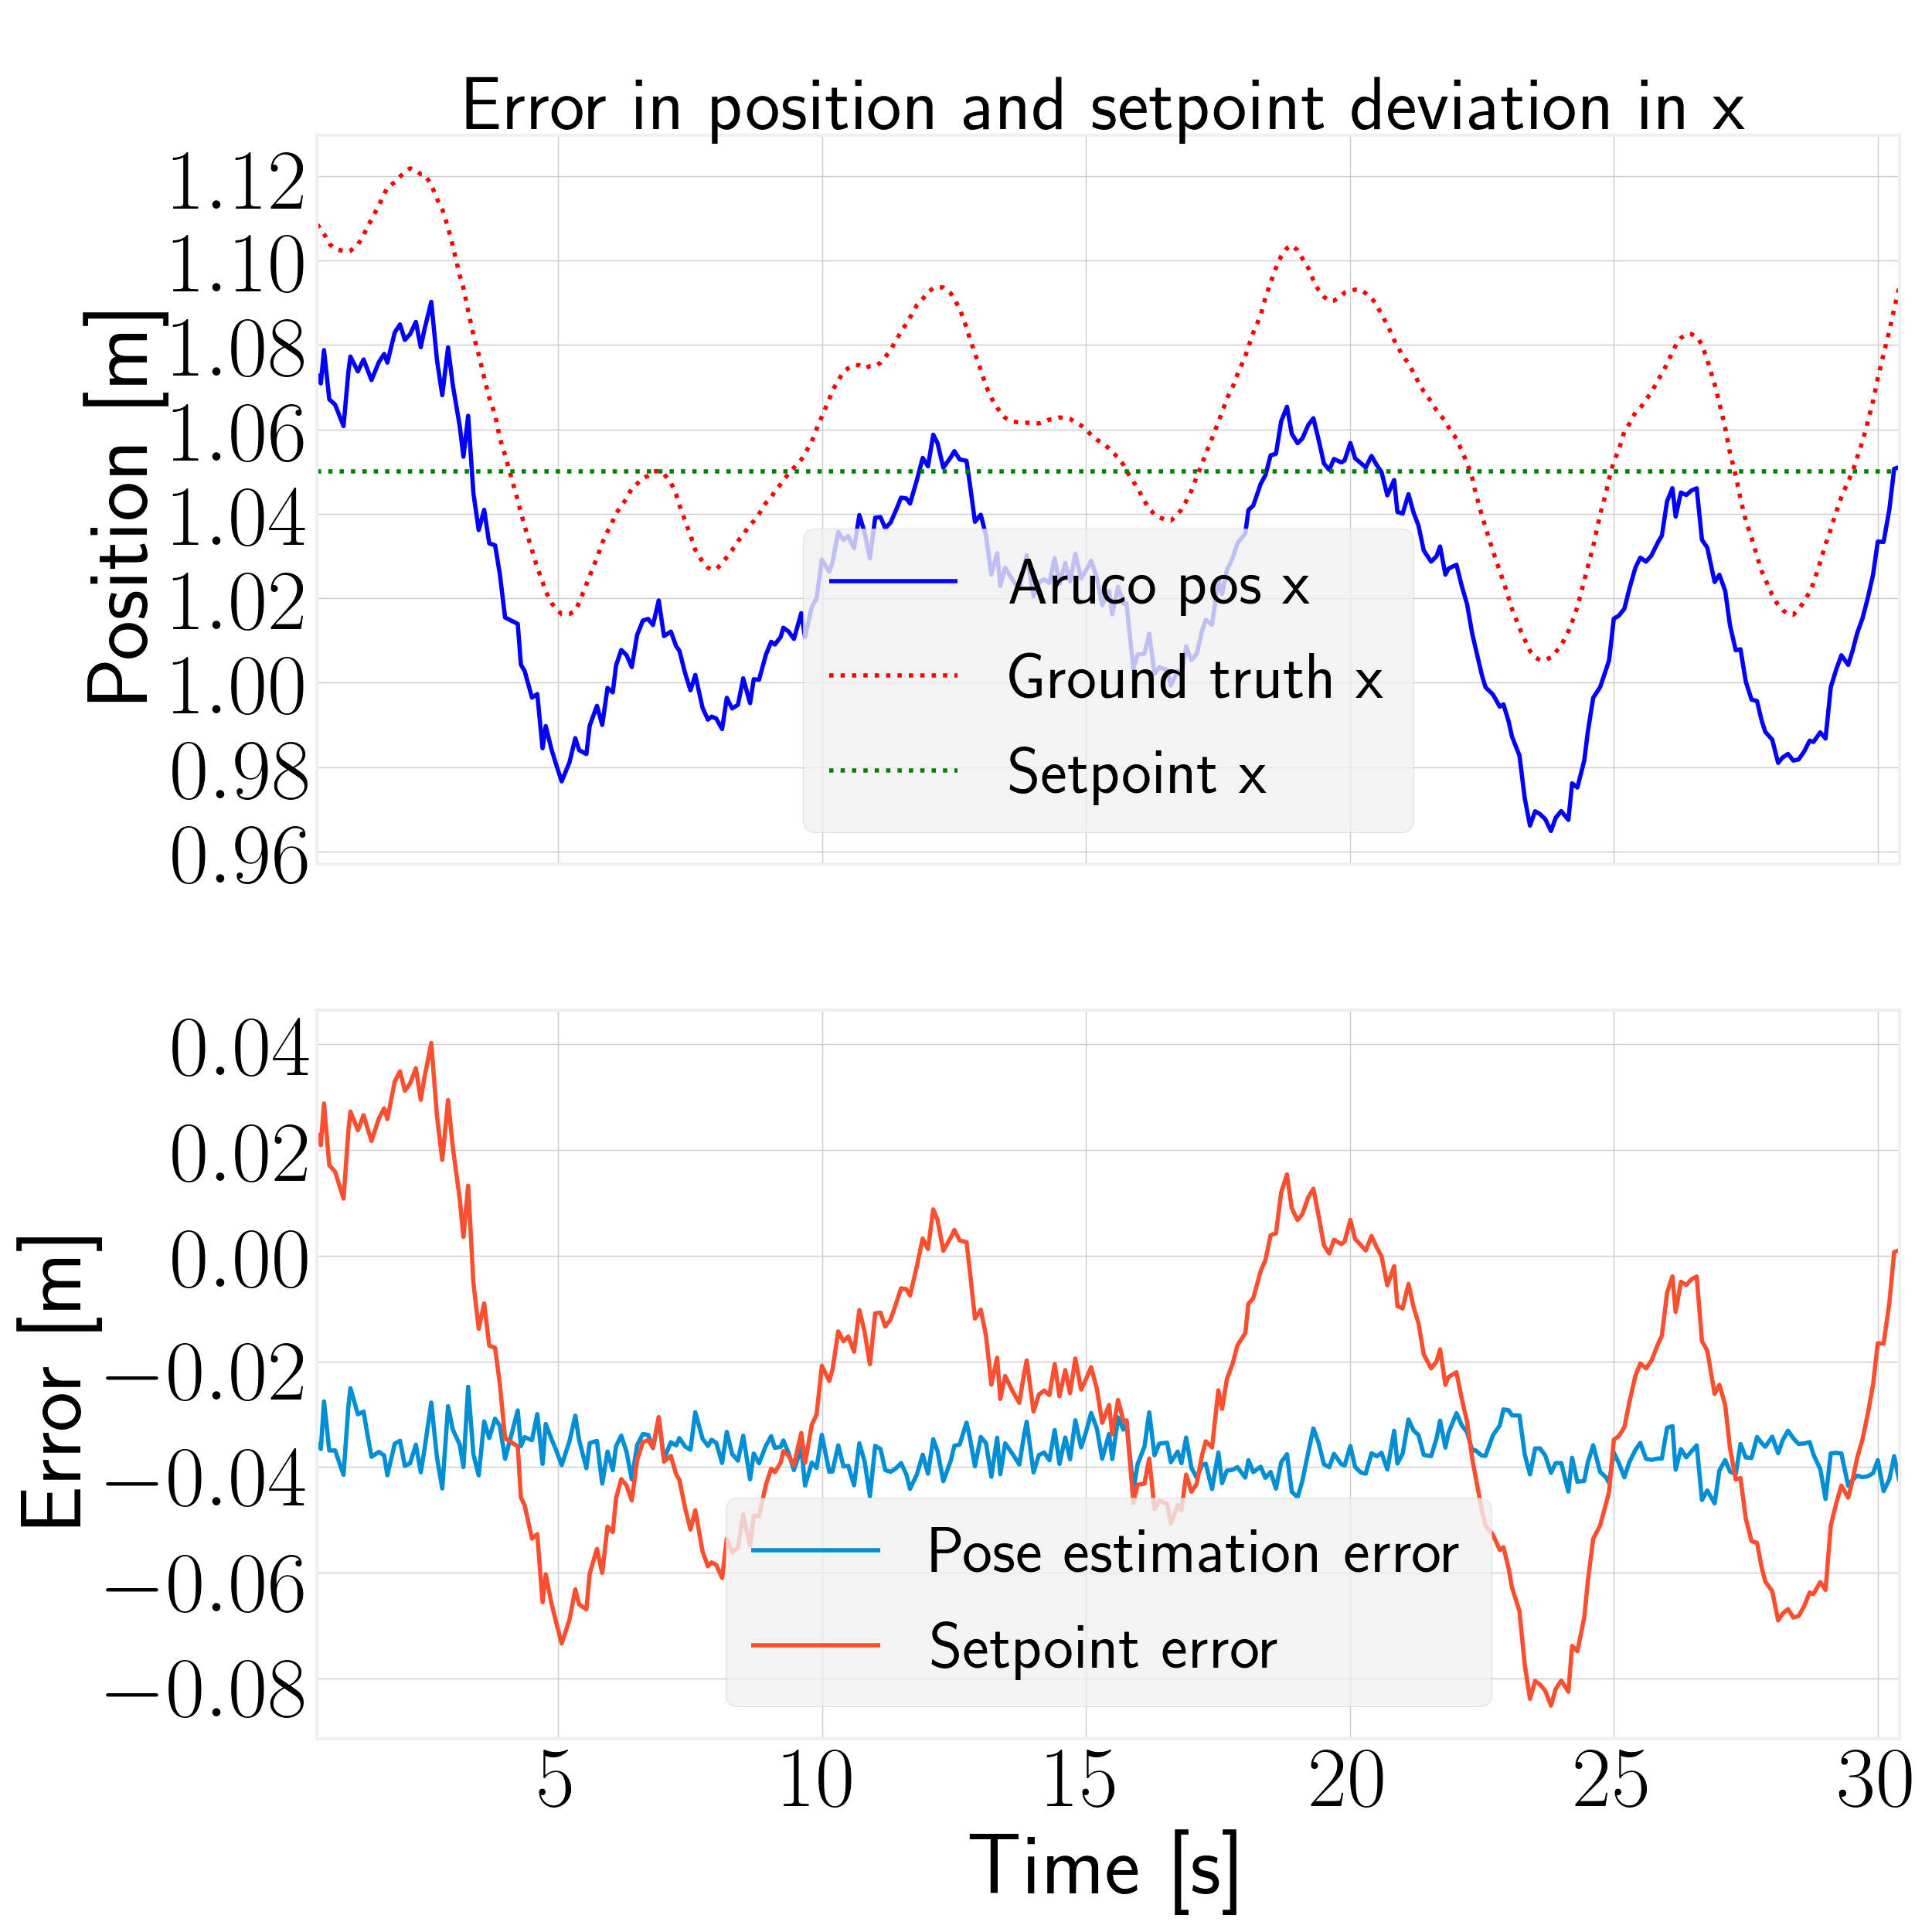 Error in position and setpoint deviation in x
Position [m]
1.12
1.10
1.08
1.06
1.04
1.02
1.00
0.98
0.96
Aruco pos x
Ground truth x
Setpoint x
Error [m]
0.04
0.02
0.00
−0.02
−0.04
−0.06
−0.08
Pose estimation error
Setpoint error
5 10 15 20 25 30
Time [s]